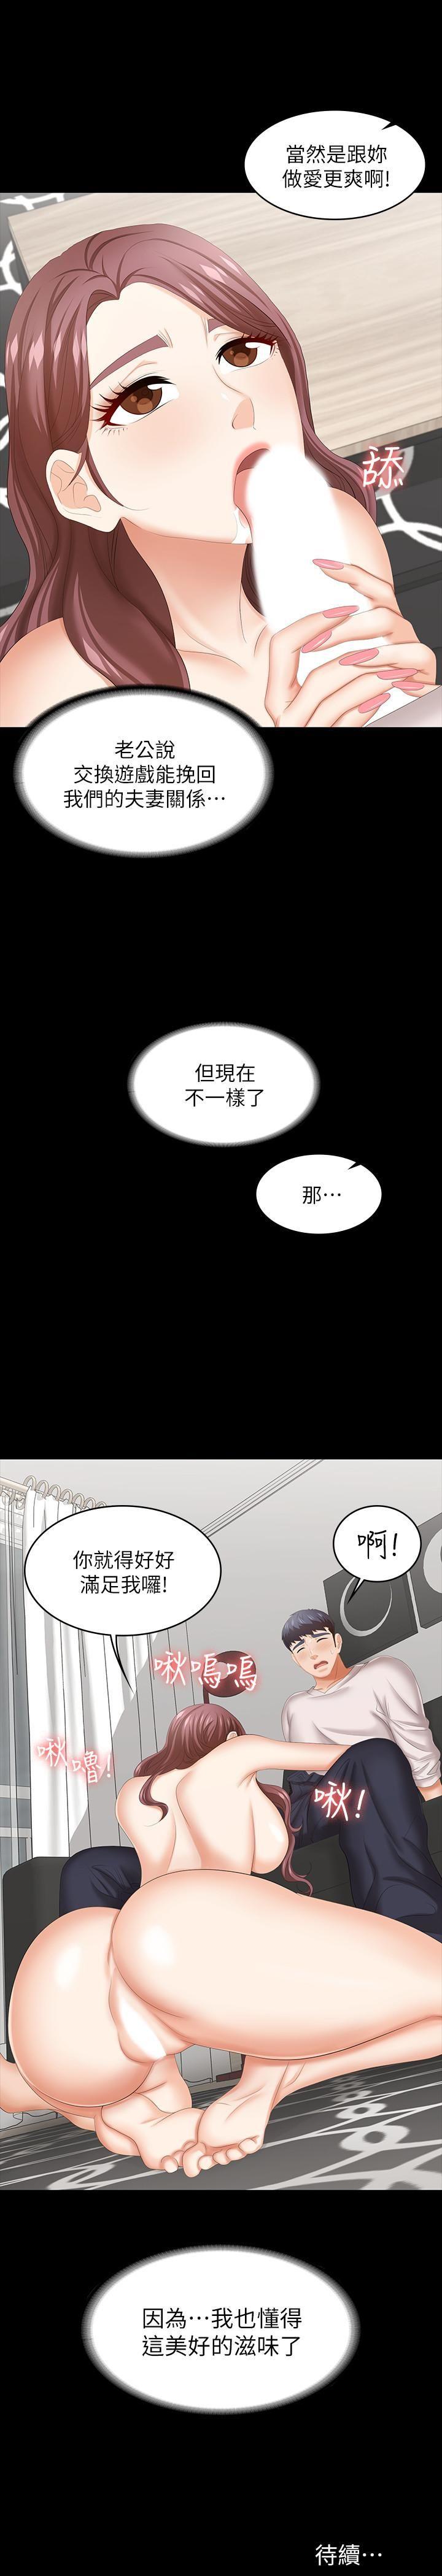 當然是跟妳
做愛更爽啊!
舔
老公說
交換遊戲能挽回
我們的夫妻關係⋯
但現在
不一樣了
那⋯
啊!
你就得好好
滿足我囉!
啾嗚嗚
啾嚕!
啾!
因為⋯我也懂得
這美好的滋味了
待續⋯